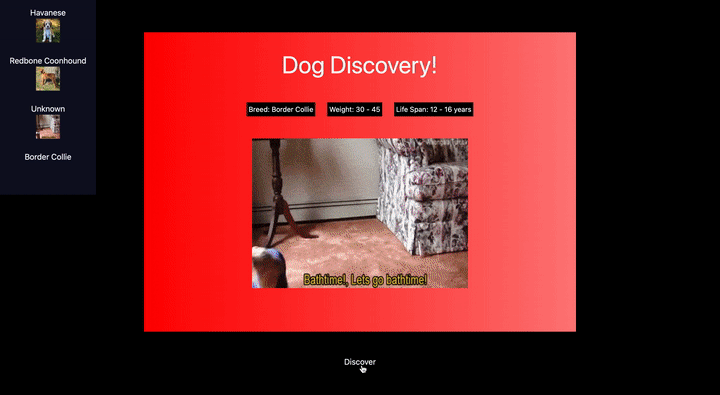 Havanese
Redbone Coonhound
Unknown
Border Collie
Dog Discovery!
Breed: Border Collie
Weight: 30 - 45
Life Span: 12 - 16 years
Bathtime!, Lets go bathtime!
Discover